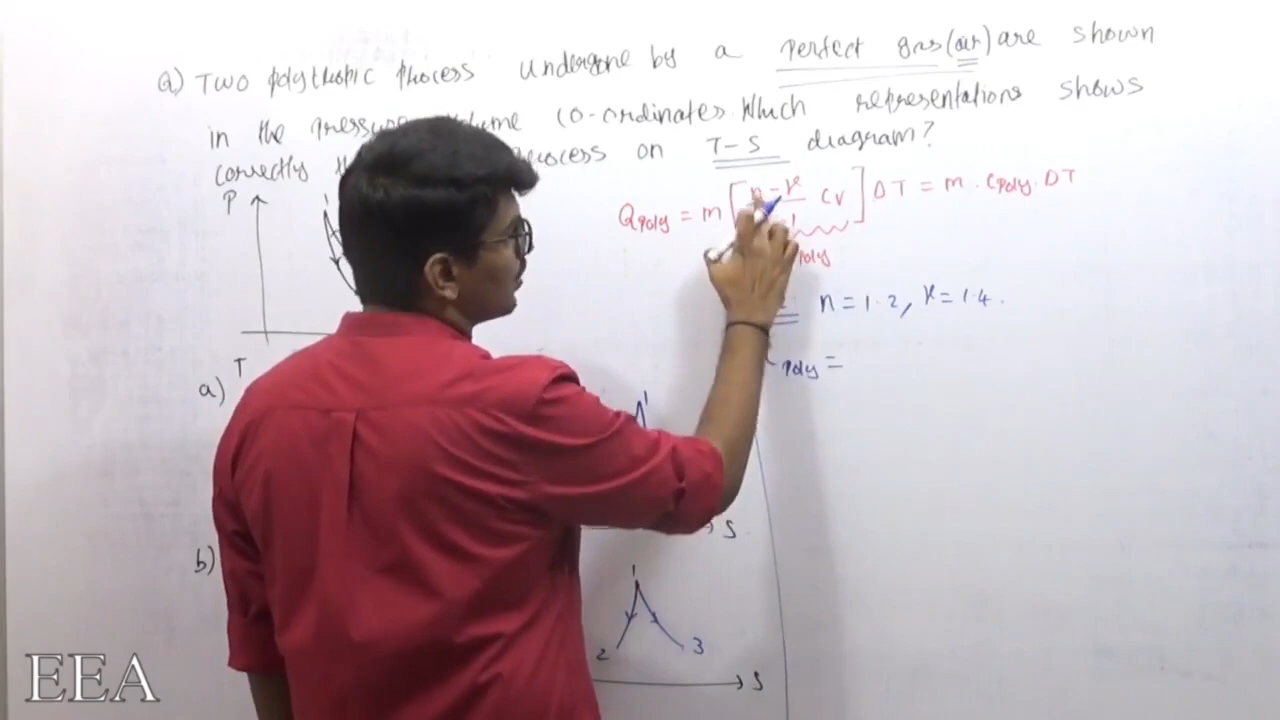 Q) Two polytropic process undergone by a perfect gas (air) are shown
in the pressure volume co-ordinates. Which representations shows
correctly process on T-S diagram?
P
1
Qpoly = m [ n-γ Cv ] ΔT = m . Cpoly . ΔT
poly
n = 1.2, γ = 1.4 .
poly =
T
a)
1
S
b)
1
2 3
S
EEA